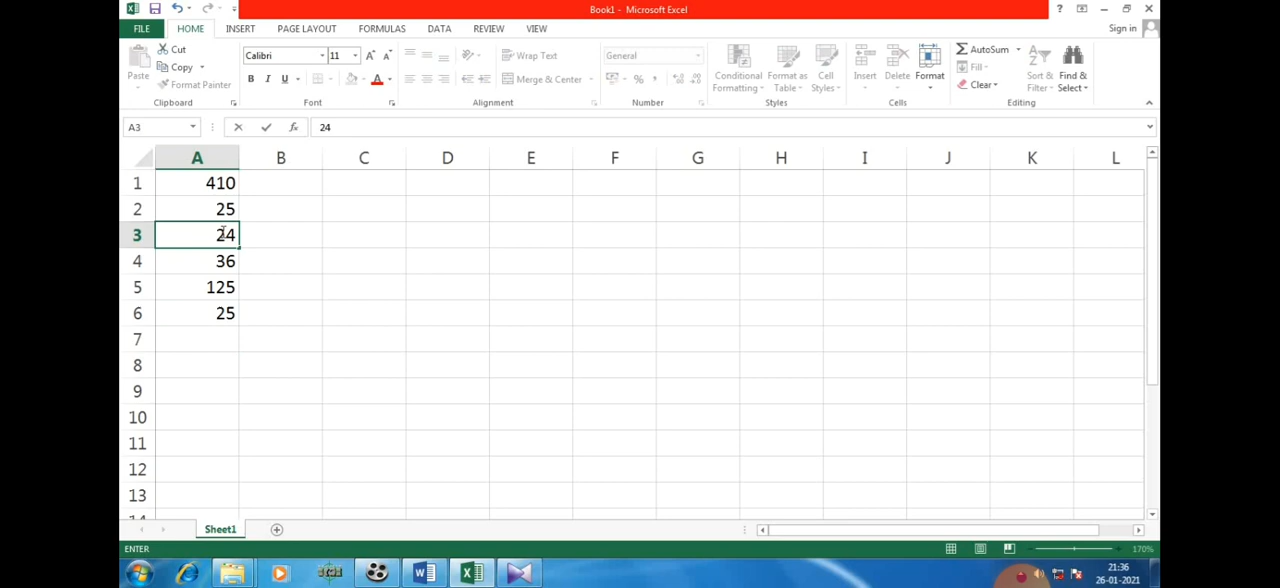 Book1 - Microsoft Excel
FILE HOME INSERT PAGE LAYOUT FORMULAS DATA REVIEW VIEW Sign in
Cut
Copy
Format Painter
Paste
Clipboard
Calibri 11
B I U
Font
Wrap Text
Merge & Center
Alignment
General
%
Number
Conditional Formatting
Format as Table
Cell Styles
Styles
Insert Delete Format
Cells
AutoSum
Fill
Clear
Sort & Filter
Find & Select
Editing
A3 fx 24
A B C D E F G H I J K L
1 410
2 25
3 24
4 36
5 125
6 25
7
8
9
10
11
12
13
14
Sheet1
ENTER 170%
21:36
26-01-2021